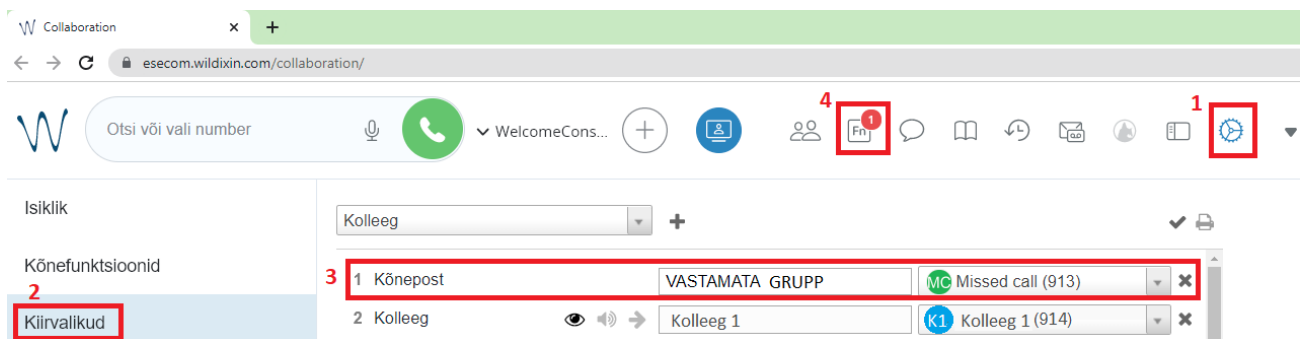 Collaboration
esecom.wildixin.com/collaboration/
4
1
Otsi või vali number
WelcomeCons...
Fn 1
Isiklik
Kolleeg
Kõnefunktsioonid
2
Kiirvalikud
3
1 Kõnepost VASTAMATA GRUPP MC Missed call (913)
2 Kolleeg Kolleeg 1 K1 Kolleeg 1 (914)